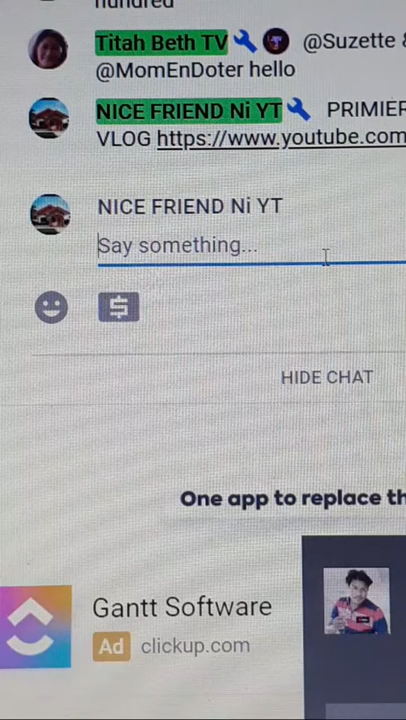 hundred
Titah Beth TV @Suzette &
@MomEnDoter hello
NICE FRIEND Ni YT PRIMIER
VLOG https://www.youtube.com
NICE FRIEND Ni YT
Say something...
HIDE CHAT
One app to replace th
Gantt Software
Ad clickup.com